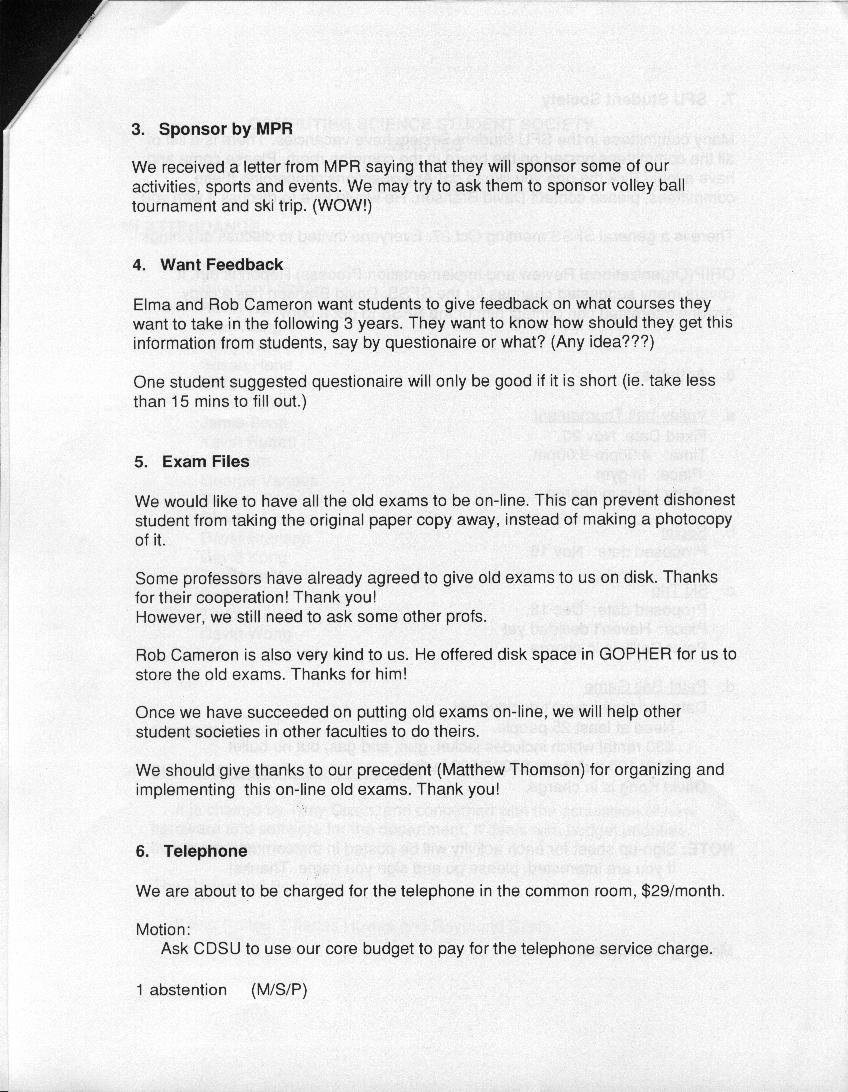 3. Sponsor by MPR
We received a letter from MPR saying that they will sponsor some of our
activities, sports and events. We may try to ask them to sponsor volley ball
tournament and ski trip. (WOW!)
4. Want Feedback
Elma and Rob Cameron want students to give feedback on what courses they
want to take in the following 3 years. They want to know how should they get this
information from students, say by questionaire or what? (Any idea???)
One student suggested questionaire will only be good if it is short (ie. take less
than 15 mins to fill out.)
5. Exam Files
We would like to have all the old exams to be on-line. This can prevent dishonest
student from taking the original paper copy away, instead of making a photocopy
of it.
Some professors have already agreed to give old exams to us on disk. Thanks
for their cooperation! Thank you!
However, we still need to ask some other profs.
Rob Cameron is also very kind to us. He offered disk space in GOPHER for us to
store the old exams. Thanks for him!
Once we have succeeded on putting old exams on-line, we will help other
student societies in other faculties to do theirs.
We should give thanks to our precedent (Matthew Thomson) for organizing and
implementing this on-line old exams. Thank you!
6. Telephone
We are about to be charged for the telephone in the common room, $29/month.
Motion:
Ask CDSU to use our core budget to pay for the telephone service charge.
1 abstention (M/S/P)